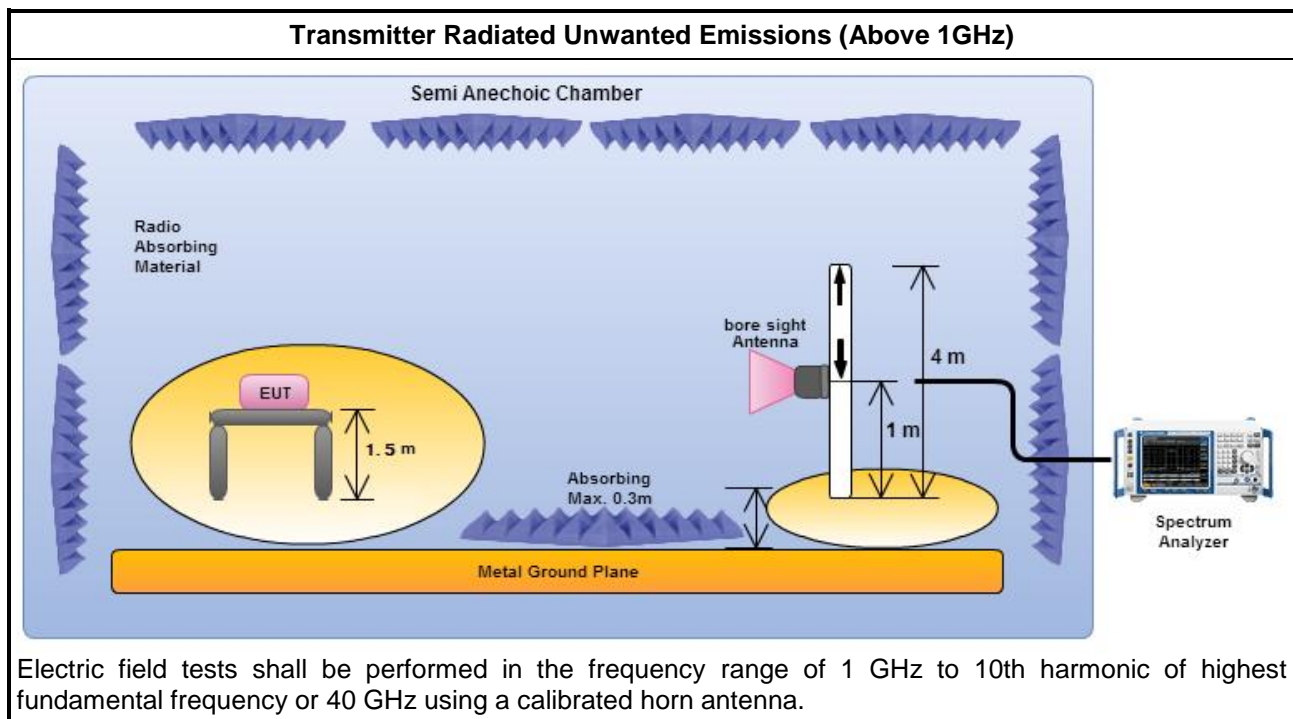 Transmitter Radiated Unwanted Emissions (Above 1GHz)
Semi Anechoic Chamber
Radio
Absorbing
Material
bore sight
Antenna
4 m
EUT
1 m
1. 5 m
Absorbing
Max. 0.3m
Spectrum
Analyzer
Metal Ground Plane
Electric field tests shall be performed in the frequency range of 1 GHz to 10th harmonic of highest
fundamental frequency or 40 GHz using a calibrated horn antenna.